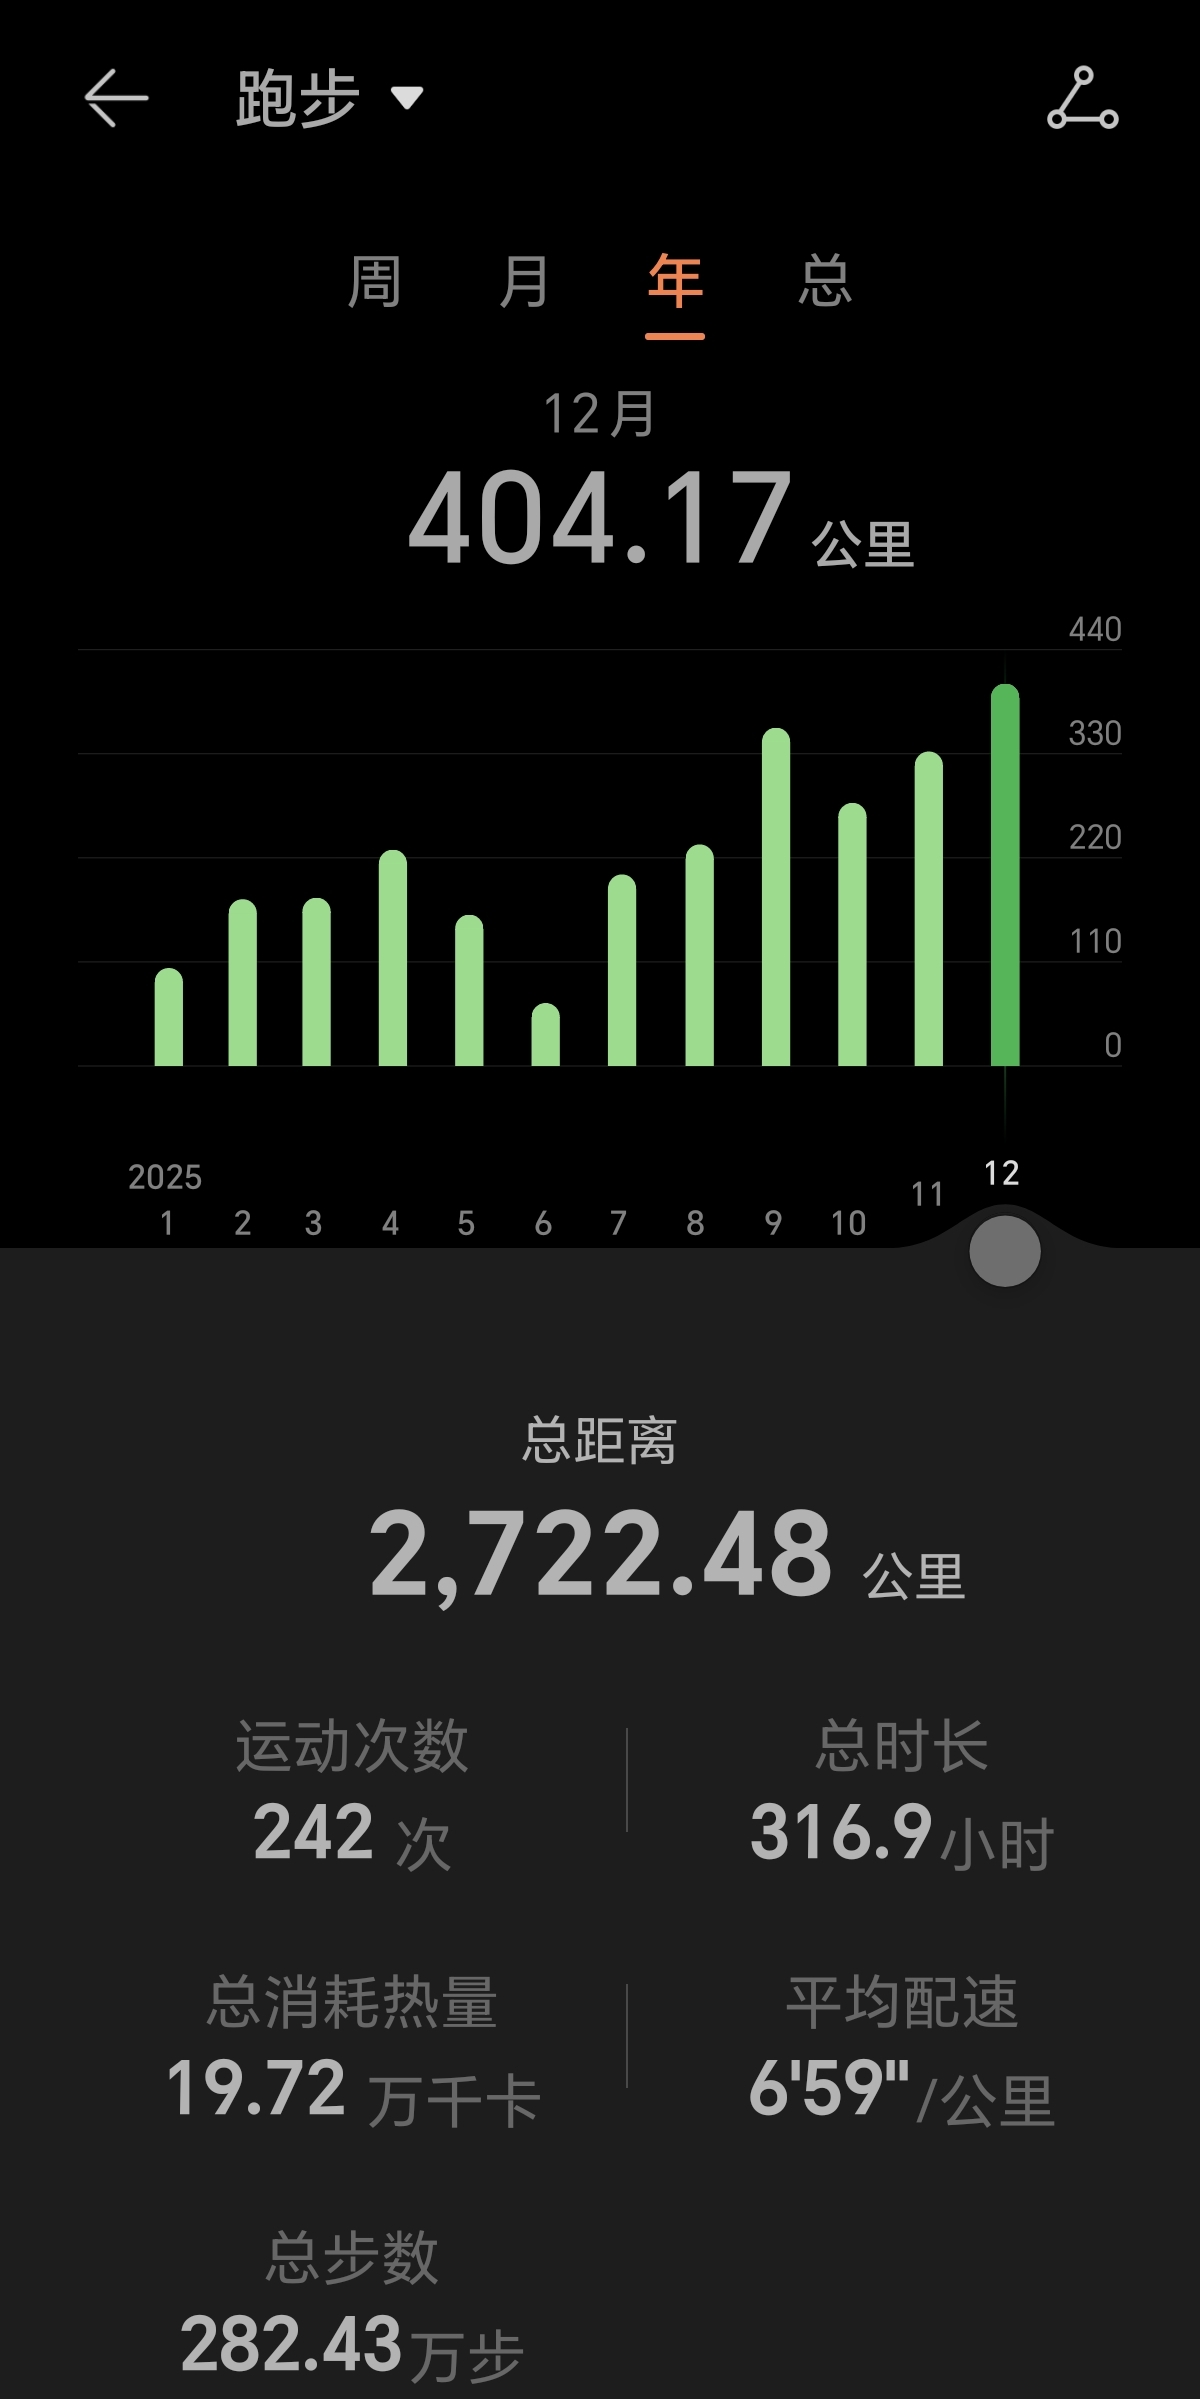 跑步
周 月 年 总
12月
404.17 公里
440
330
220
110
0
2025
1 2 3 4 5 6 7 8 9 10 11 12
总距离
2,722.48 公里
运动次数 总时长
242 次 316.9小时
总消耗热量 平均配速
19.72 万千卡 6'59"/公里
总步数
282.43万步